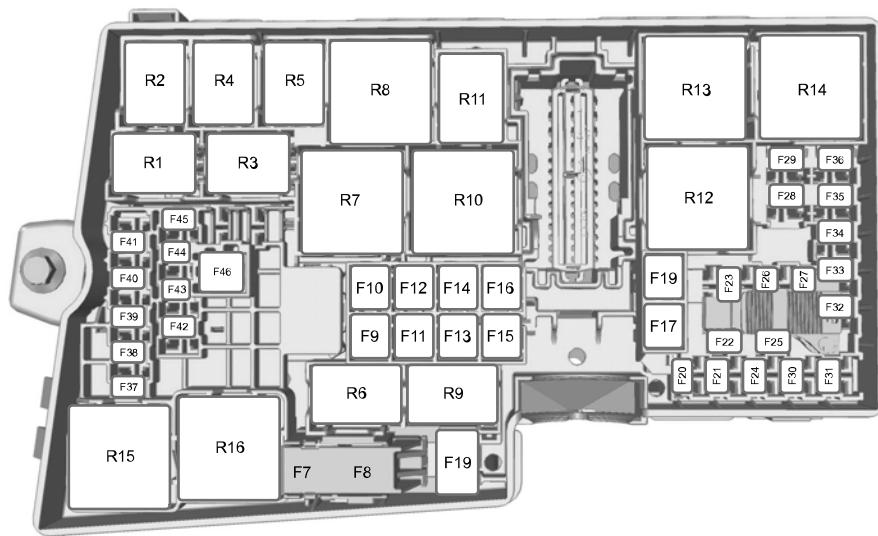 R2 R4 R5 R8 R11 R13 R14
R1 R3 R7 R10 R12 F29 F36
F28 F35
F45
F41 F34
F44
F46
F40 F10 F12 F14 F16 F19 F23 F26 F27 F33
F43
F39 F9 F11 F13 F15 F17 F32
F42
F38 F22 F25
F37 R6 R9 F20 F21 F24 F30 F31
R15 R16 F7 F8 F19